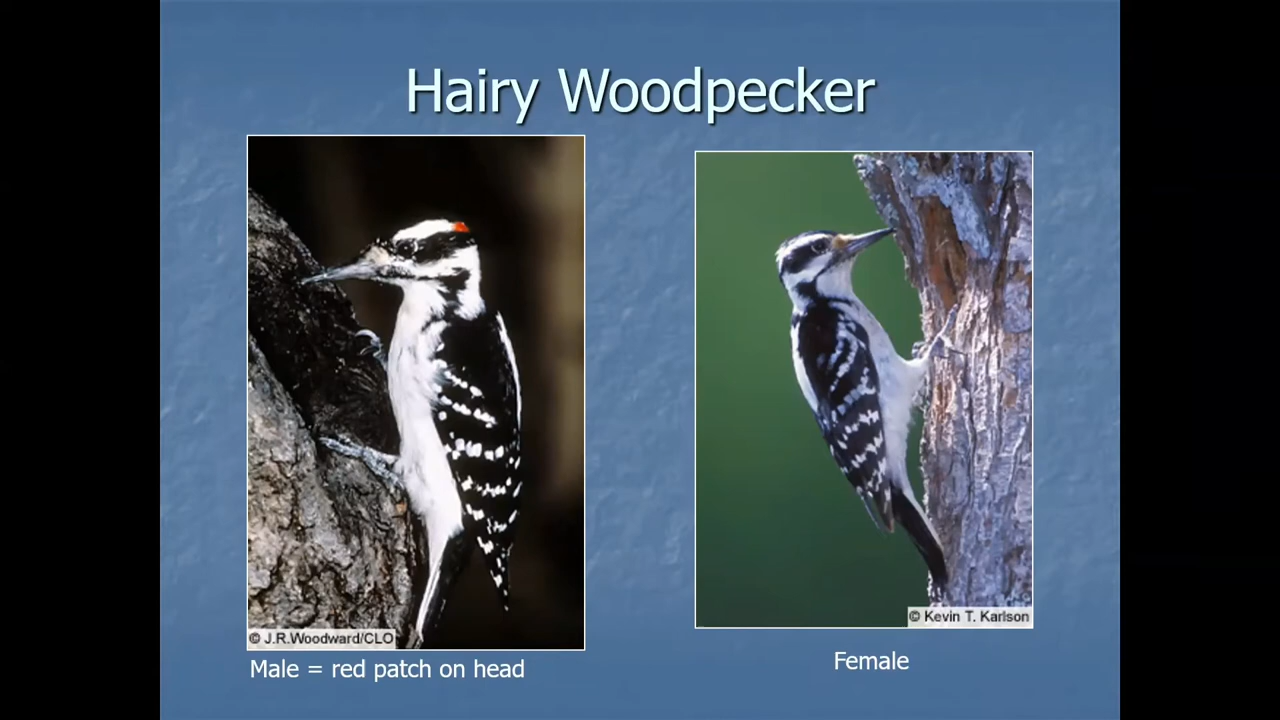 Hairy Woodpecker
© J.R.Woodward/CLO
Male = red patch on head
© Kevin T. Karlson
Female